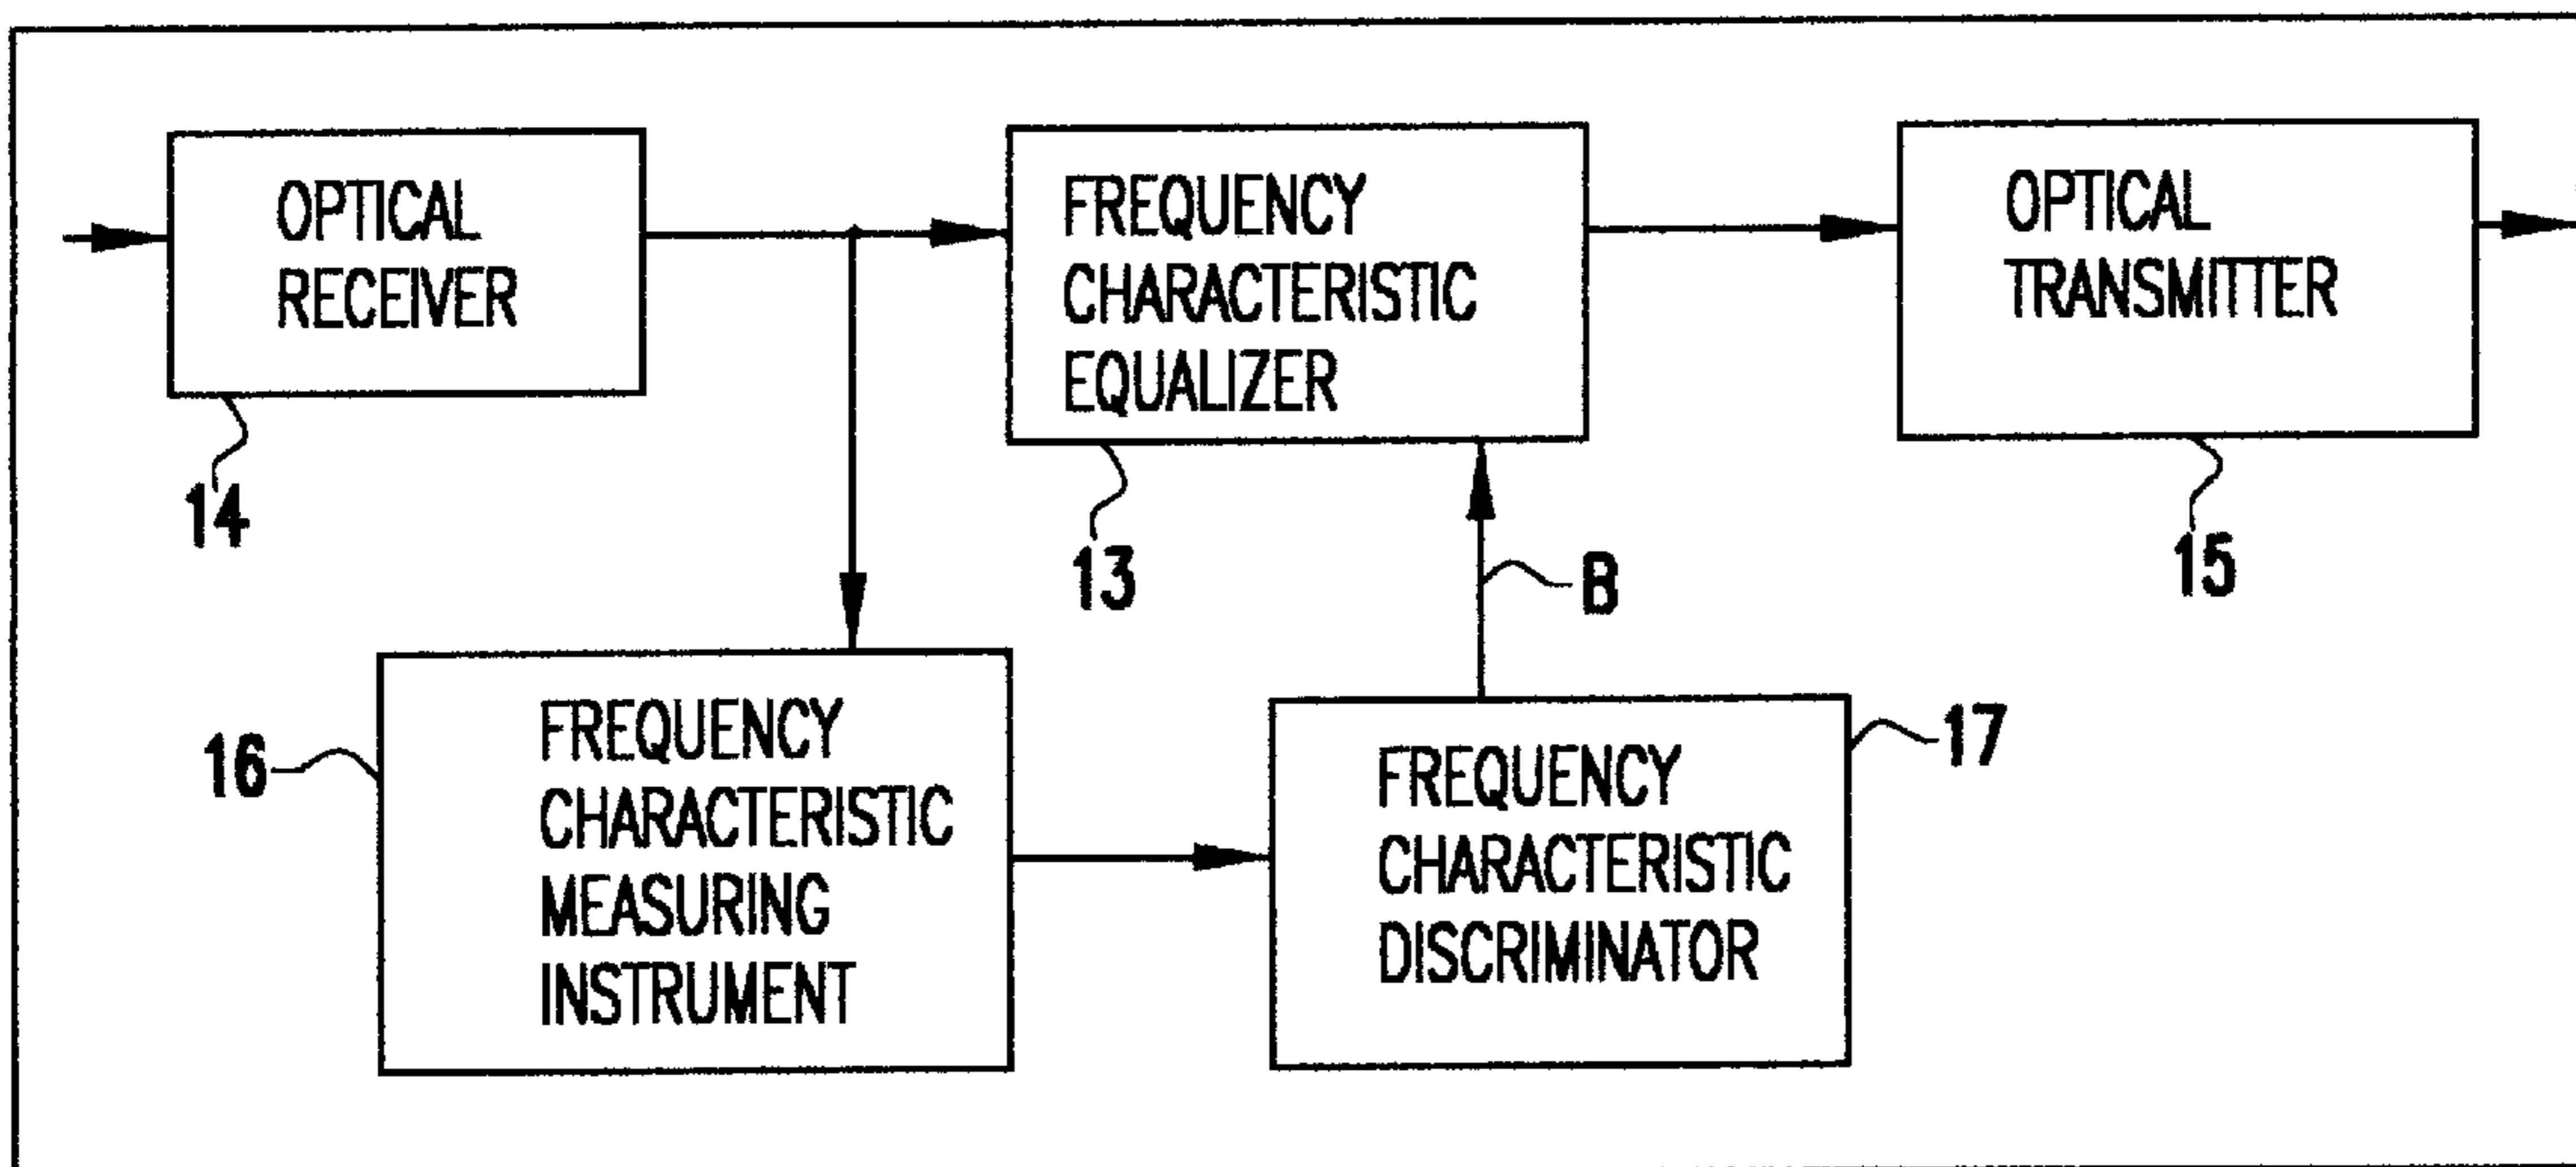 OPTICAL
RECEIVER
14
FREQUENCY
CHARACTERISTIC
EQUALIZER
13
OPTICAL
TRANSMITTER
15
B
16
FREQUENCY
CHARACTERISTIC
MEASURING
INSTRUMENT
FREQUENCY
CHARACTERISTIC
DISCRIMINATOR
17